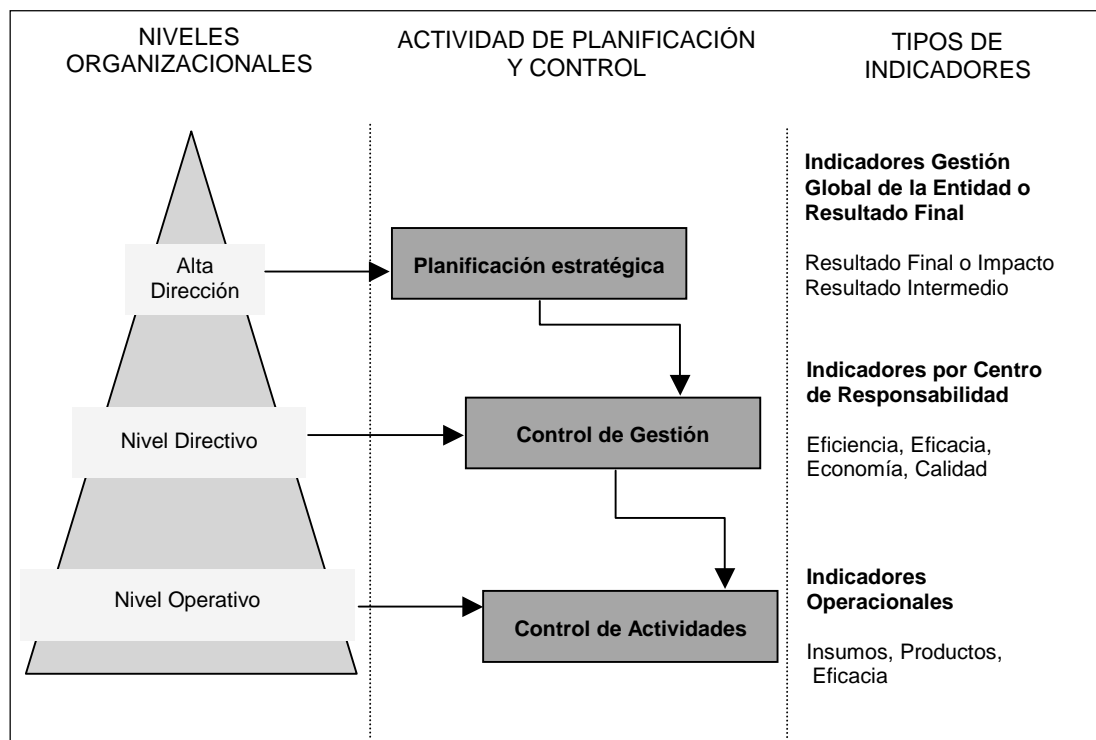 NIVELES
ORGANIZACIONALES
ACTIVIDAD DE PLANIFICACIÓN
Y CONTROL
TIPOS DE
INDICADORES
Alta
Dirección
Planificación estratégica
Indicadores Gestión
Global de la Entidad o
Resultado Final
Resultado Final o Impacto
Resultado Intermedio
Nivel Directivo
Control de Gestión
Indicadores por Centro
de Responsabilidad
Eficiencia, Eficacia,
Economía, Calidad
Nivel Operativo
Control de Actividades
Indicadores
Operacionales
Insumos, Productos,
Eficacia